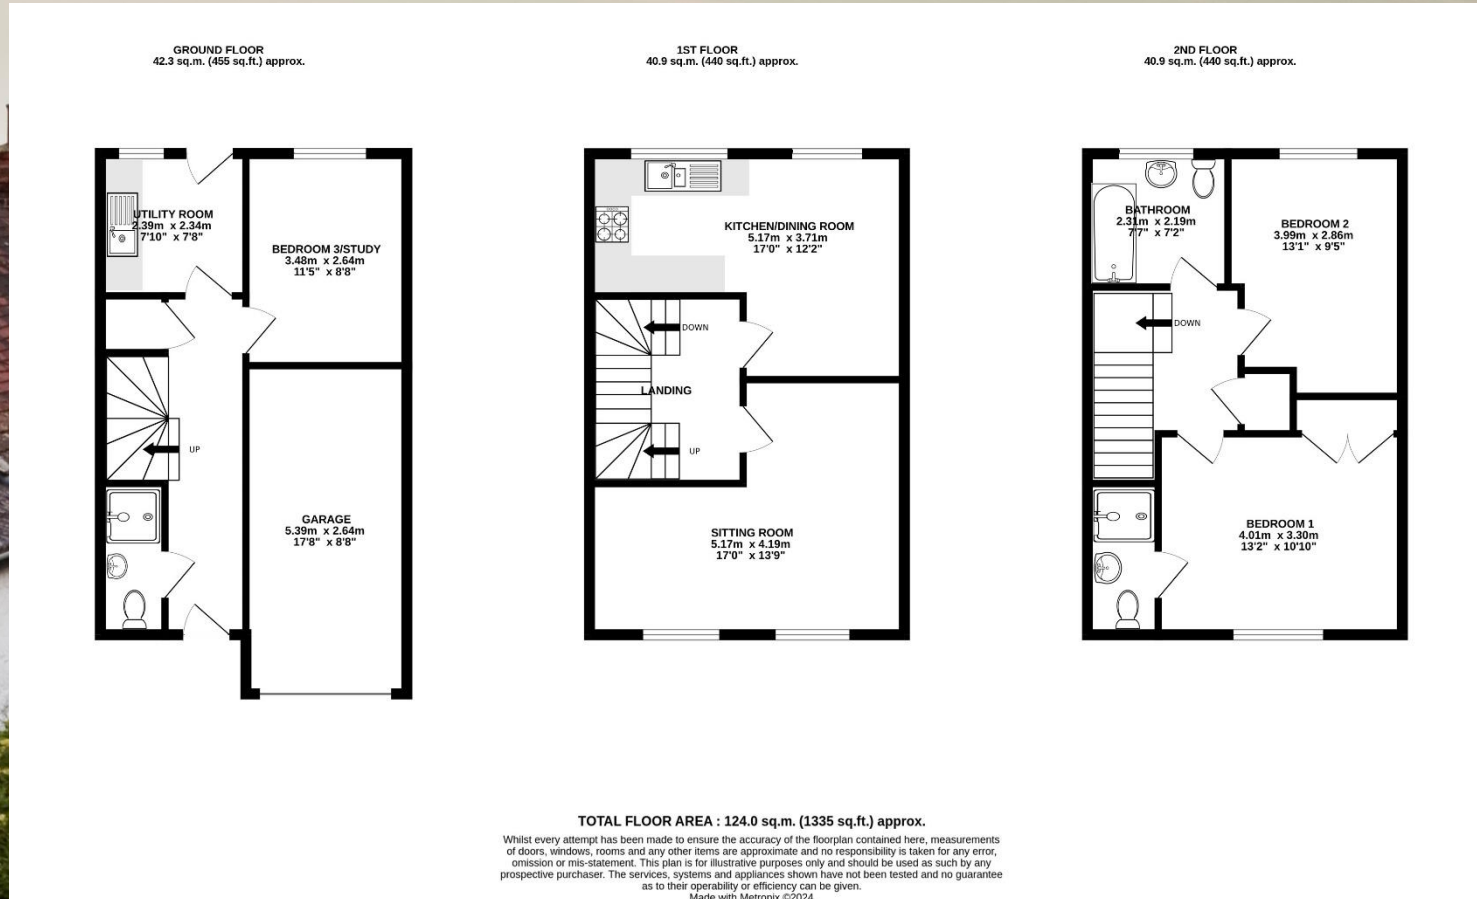 GROUND FLOOR
42.3 sq.m. (455 sq.ft.) approx.
1ST FLOOR
40.9 sq.m. (440 sq.ft.) approx.
2ND FLOOR
40.9 sq.m. (440 sq.ft.) approx.
UTILITY ROOM
2.39m x 2.34m
7'10" x 7'8"
BEDROOM 3/STUDY
3.48m x 2.64m
11'5" x 8'8"
UP
GARAGE
5.39m x 2.64m
17'8" x 8'8"
KITCHEN/DINING ROOM
5.17m x 3.71m
17'0" x 12'2"
DOWN
LANDING
UP
SITTING ROOM
5.17m x 4.19m
17'0" x 13'9"
BATHROOM
2.31m x 2.19m
7'7" x 7'2"
BEDROOM 2
3.99m x 2.86m
13'1" x 9'5"
DOWN
BEDROOM 1
4.01m x 3.30m
13'2" x 10'10"
TOTAL FLOOR AREA : 124.0 sq.m. (1335 sq.ft.) approx.
Whilst every attempt has been made to ensure the accuracy of the floorplan contained here, measurements
of doors, windows, rooms and any other items are approximate and no responsibility is taken for any error,
omission or mis-statement. This plan is for illustrative purposes only and should be used as such by any
prospective purchaser. The services, systems and appliances shown have not been tested and no guarantee
as to their operability or efficiency can be given.
Made with Metropix ©2024